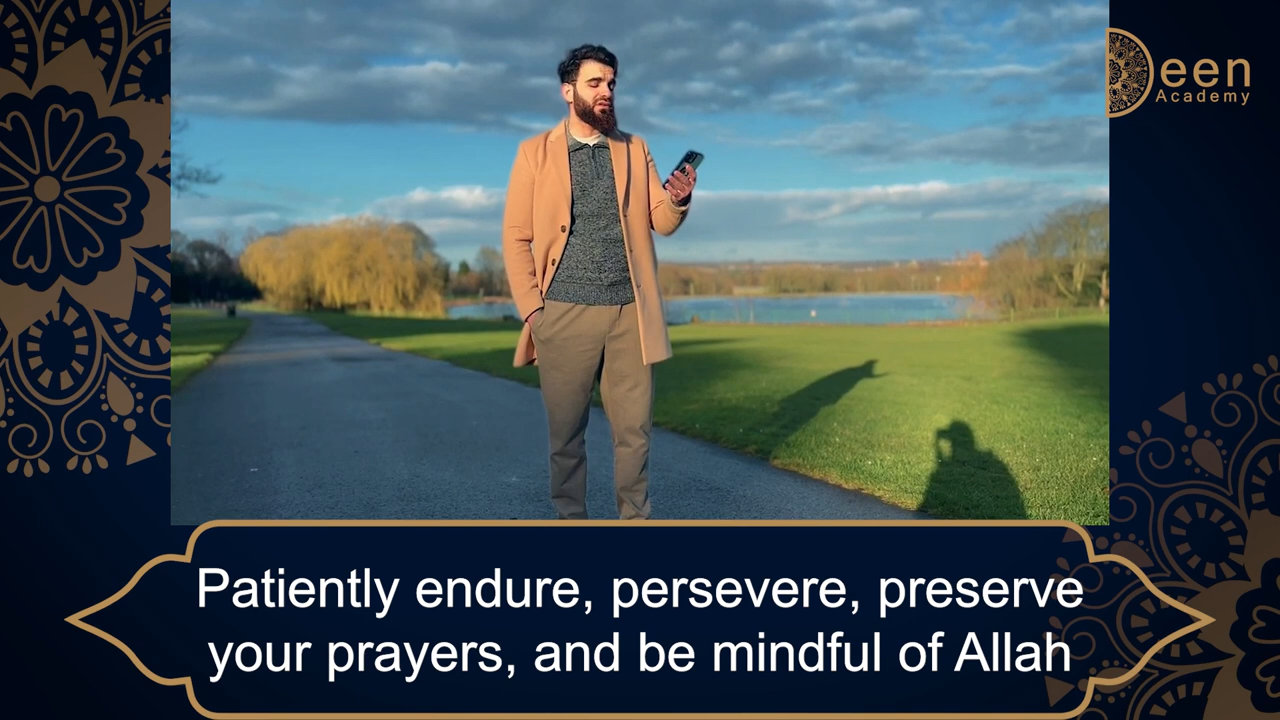 Deen
Academy
Patiently endure, persevere, preserve
your prayers, and be mindful of Allah